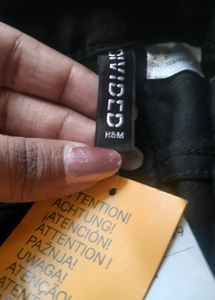 DIVIDED
H&M
ATTENTION!
ACHTUNG!
¡ATENCIÓN!
ATTENTION!
PAŽNJA!
UWAGA!
ATENÇÃO!